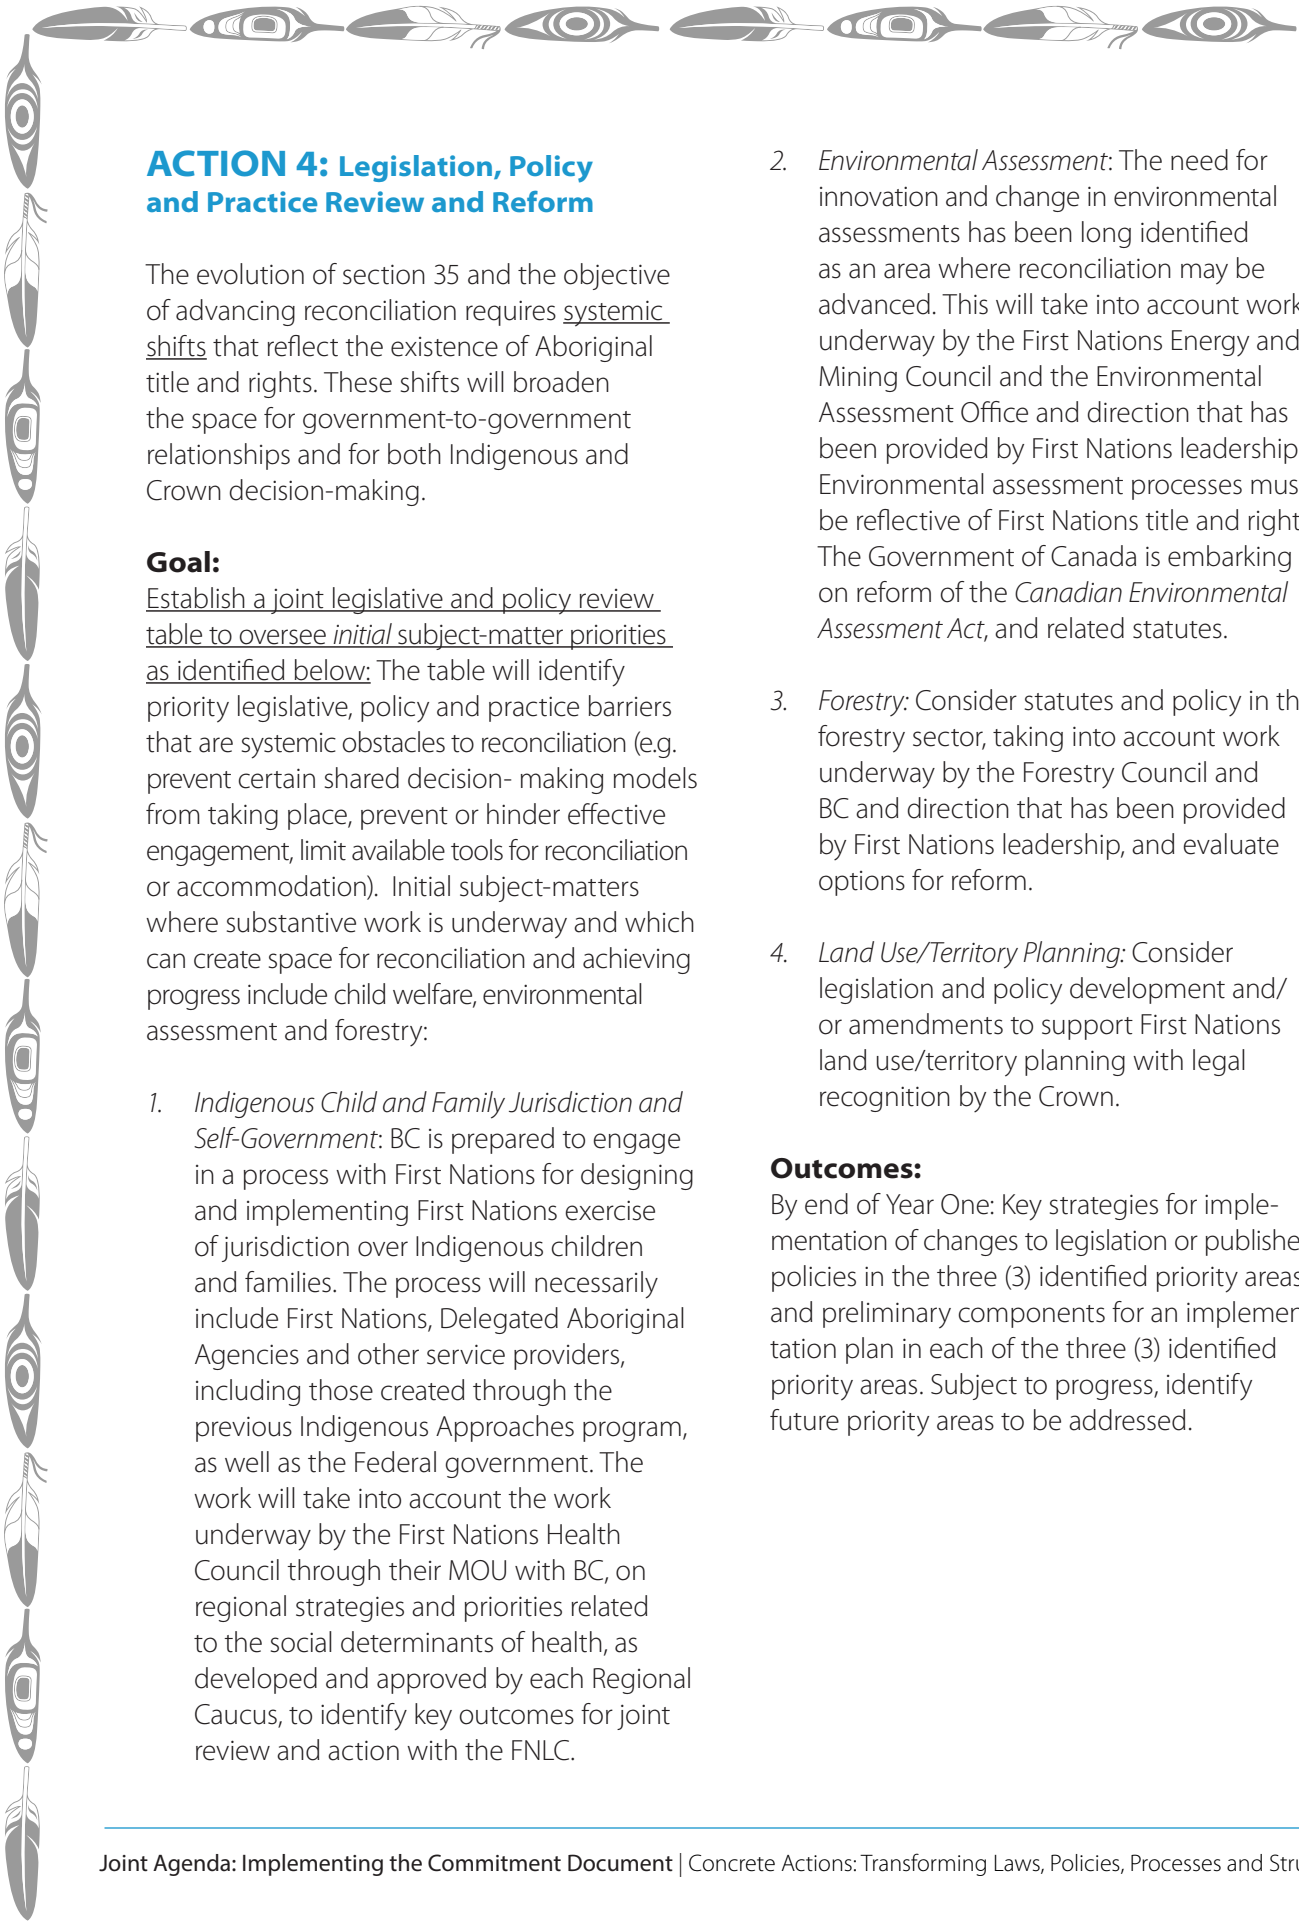 ACTION 4: Legislation, Policy
and Practice Review and Reform
The evolution of section 35 and the objective
of advancing reconciliation requires systemic
shifts that reflect the existence of Aboriginal
title and rights. These shifts will broaden
the space for government-to-government
relationships and for both Indigenous and
Crown decision-making.
Goal:
Establish a joint legislative and policy review
table to oversee initial subject-matter priorities
as identified below: The table will identify
priority legislative, policy and practice barriers
that are systemic obstacles to reconciliation (e.g.
prevent certain shared decision- making models
from taking place, prevent or hinder effective
engagement, limit available tools for reconciliation
or accommodation). Initial subject-matters
where substantive work is underway and which
can create space for reconciliation and achieving
progress include child welfare, environmental
assessment and forestry:
1. Indigenous Child and Family Jurisdiction and
Self-Government: BC is prepared to engage
in a process with First Nations for designing
and implementing First Nations exercise
of jurisdiction over Indigenous children
and families. The process will necessarily
include First Nations, Delegated Aboriginal
Agencies and other service providers,
including those created through the
previous Indigenous Approaches program,
as well as the Federal government. The
work will take into account the work
underway by the First Nations Health
Council through their MOU with BC, on
regional strategies and priorities related
to the social determinants of health, as
developed and approved by each Regional
Caucus, to identify key outcomes for joint
review and action with the FNLC.
2. Environmental Assessment: The need for
innovation and change in environmental
assessments has been long identified
as an area where reconciliation may be
advanced. This will take into account work
underway by the First Nations Energy and
Mining Council and the Environmental
Assessment Office and direction that has
been provided by First Nations leadership
Environmental assessment processes mus
be reflective of First Nations title and right
The Government of Canada is embarking
on reform of the Canadian Environmental
Assessment Act, and related statutes.
3. Forestry: Consider statutes and policy in th
forestry sector, taking into account work
underway by the Forestry Council and
BC and direction that has been provided
by First Nations leadership, and evaluate
options for reform.
4. Land Use/Territory Planning: Consider
legislation and policy development and/
or amendments to support First Nations
land use/territory planning with legal
recognition by the Crown.
Outcomes:
By end of Year One: Key strategies for imple-
mentation of changes to legislation or publishe
policies in the three (3) identified priority areas
and preliminary components for an implemen
tation plan in each of the three (3) identified
priority areas. Subject to progress, identify
future priority areas to be addressed.
Joint Agenda: Implementing the Commitment Document | Concrete Actions: Transforming Laws, Policies, Processes and Stru